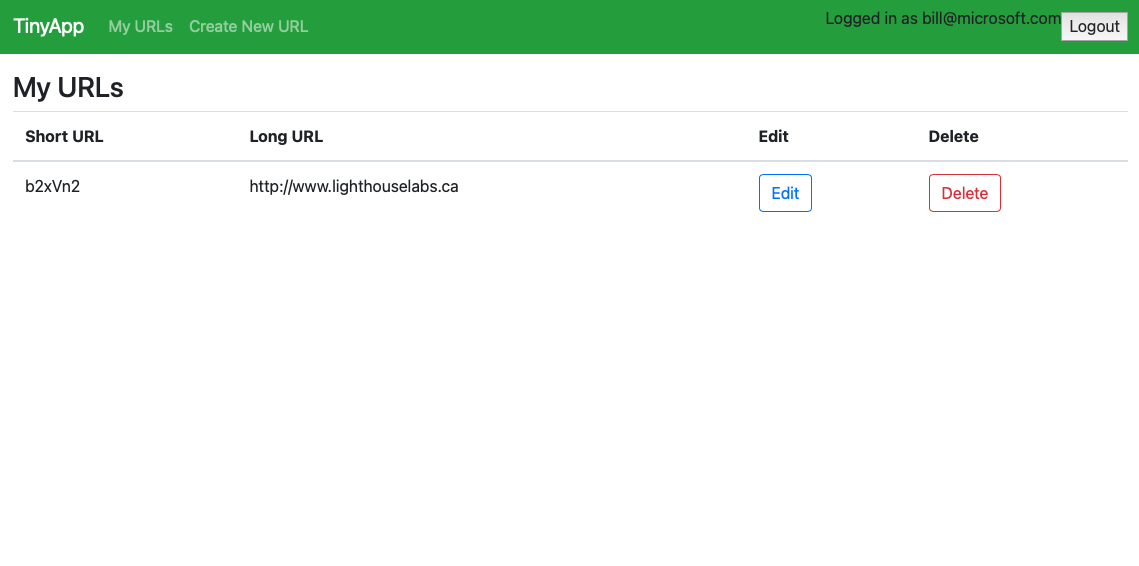 TinyApp My URLs Create New URL Logged in as bill@microsoft.com Logout
My URLs
Short URL Long URL Edit Delete
b2xVn2 http://www.lighthouselabs.ca Edit Delete